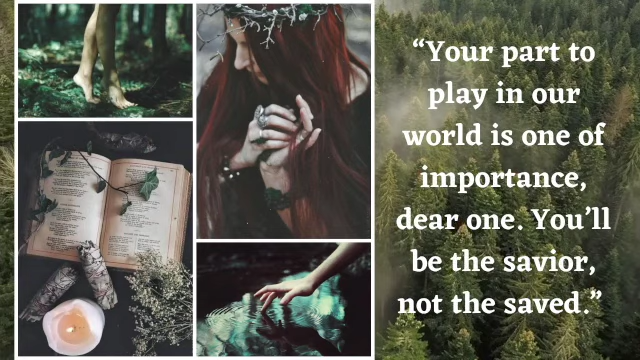 “Your part to
play in our
world is one of
importance,
dear one. You’ll
be the savior,
not the saved.”